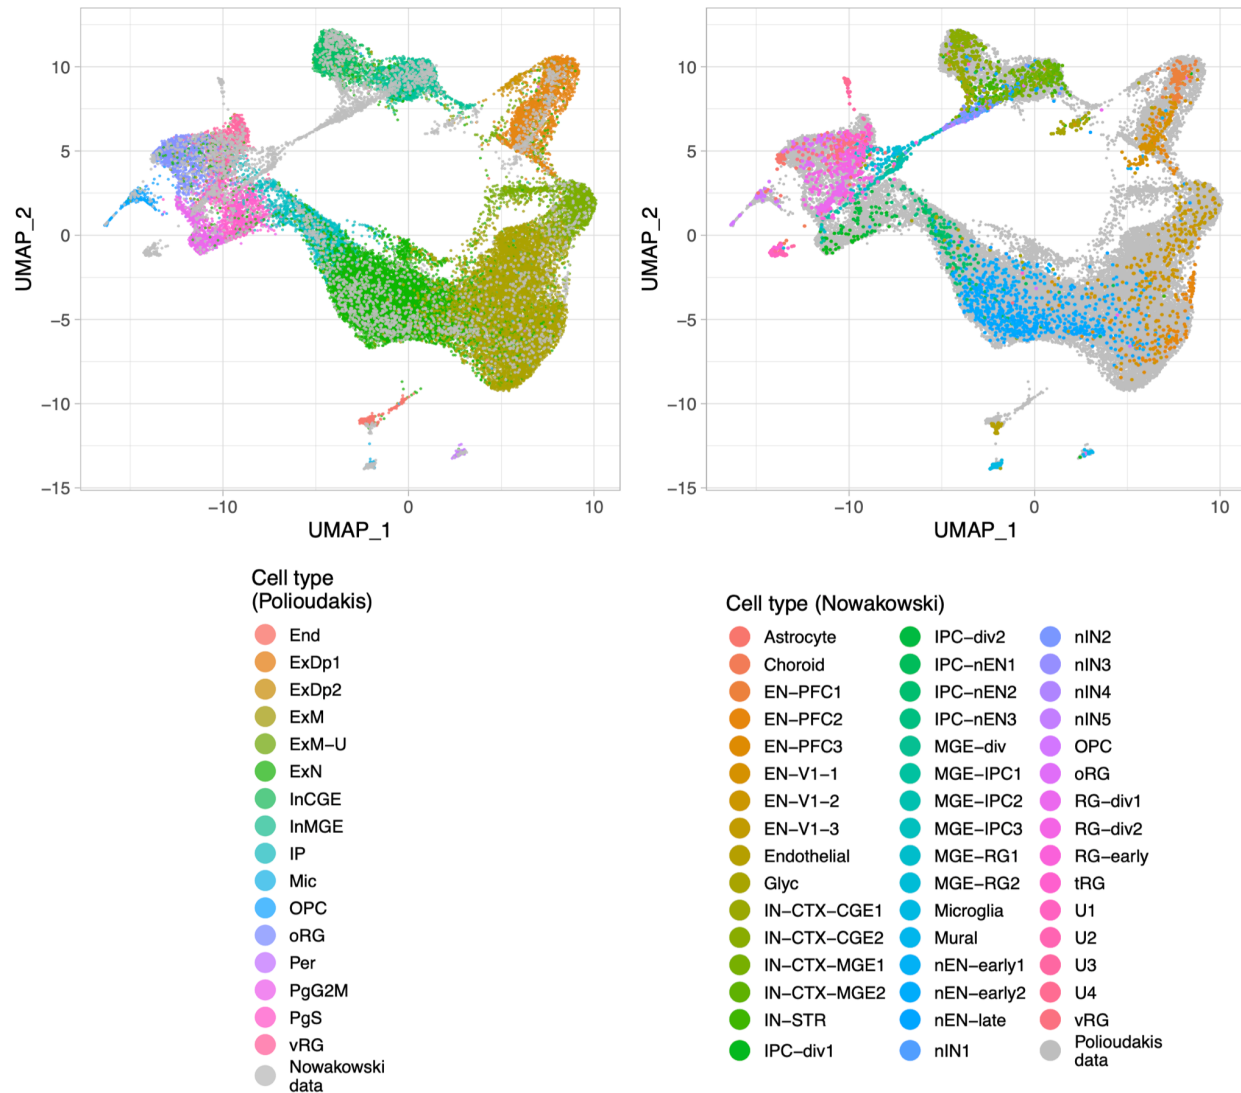 10
5
0
−5
−10
−15
UMAP_2
−10
0
10
UMAP_1
10
5
0
−5
−10
−15
UMAP_2
−10
0
10
UMAP_1
Cell type
(Polioudakis)
End
ExDp1
ExDp2
ExM
ExM−U
ExN
InCGE
InMGE
IP
Mic
OPC
oRG
Per
PgG2M
PgS
vRG
Nowakowski
data
Cell type (Nowakowski)
Astrocyte
Choroid
EN−PFC1
EN−PFC2
EN−PFC3
EN−V1−1
EN−V1−2
EN−V1−3
Endothelial
Glyc
IN−CTX−CGE1
IN−CTX−CGE2
IN−CTX−MGE1
IN−CTX−MGE2
IN−STR
IPC−div1
IPC−div2
IPC−nEN1
IPC−nEN2
IPC−nEN3
MGE−div
MGE−IPC1
MGE−IPC2
MGE−IPC3
MGE−RG1
MGE−RG2
Microglia
Mural
nEN−early1
nEN−early2
nEN−late
nIN1
nIN2
nIN3
nIN4
nIN5
OPC
oRG
RG−div1
RG−div2
RG−early
tRG
U1
U2
U3
U4
vRG
Polioudakis
data